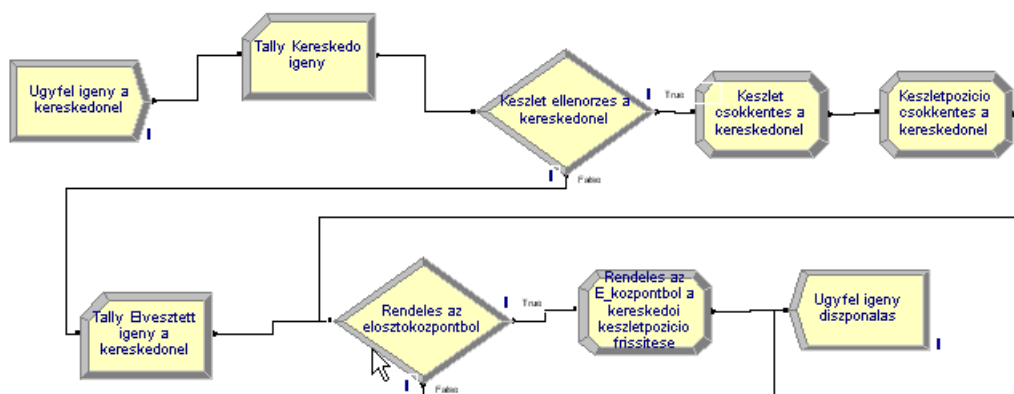 Ugyfel igeny a
kereskedonel
Tally Kereskedo
igeny
Keszlet ellenorzes a
kereskedonel
True
False
Keszlet
csokkentes a
kereskedonel
Keszletpozicio
csokkentes a
kereskedonel
Tally Elvesztett
igeny a
kereskedonel
Rendeles az
elosztokozpontbol
True
False
Rendeles az
E_kozpontbol a
kereskedoi
keszletpozicio
frissitese
Ugyfel igeny
diszponalas